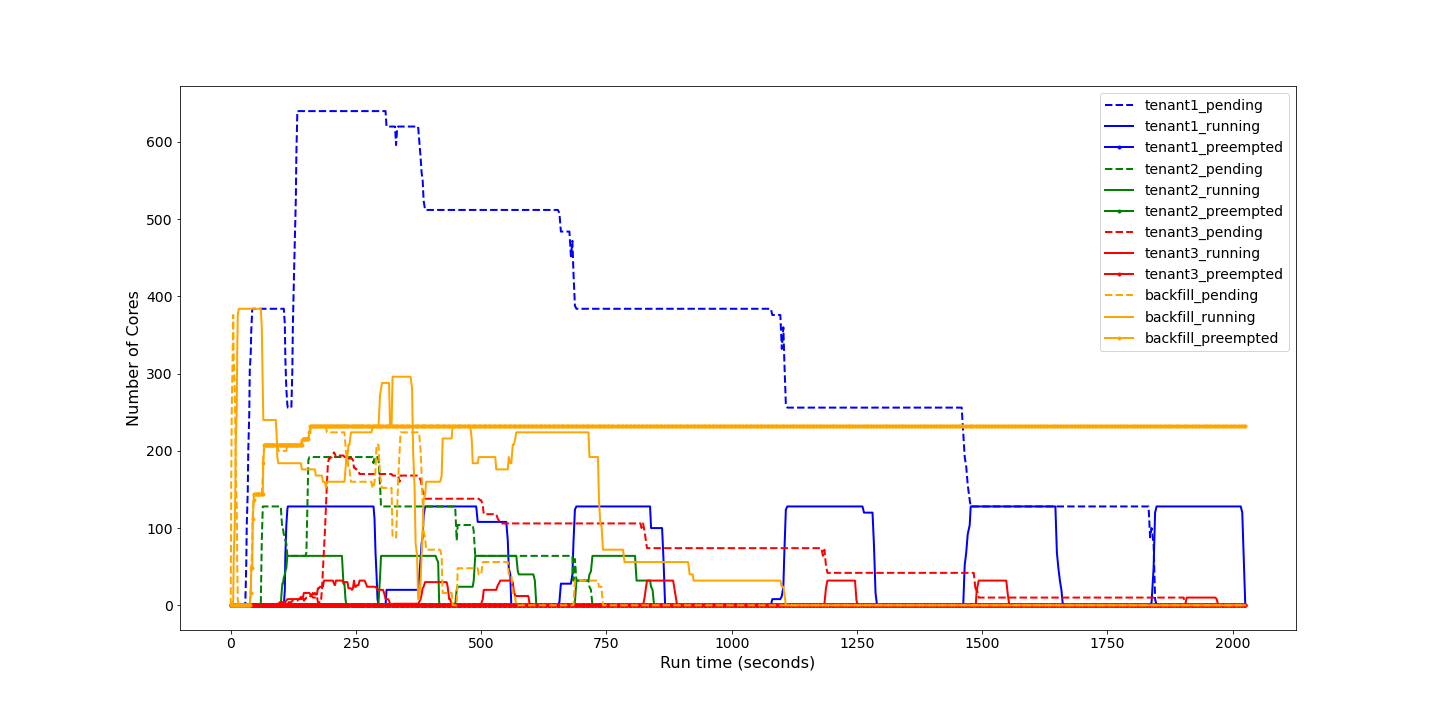 Number of Cores
600
500
400
300
200
100
0
0 250 500 750 1000 1250 1500 1750 2000
Run time (seconds)
tenant1_pending
tenant1_running
tenant1_preempted
tenant2_pending
tenant2_running
tenant2_preempted
tenant3_pending
tenant3_running
tenant3_preempted
backfill_pending
backfill_running
backfill_preempted